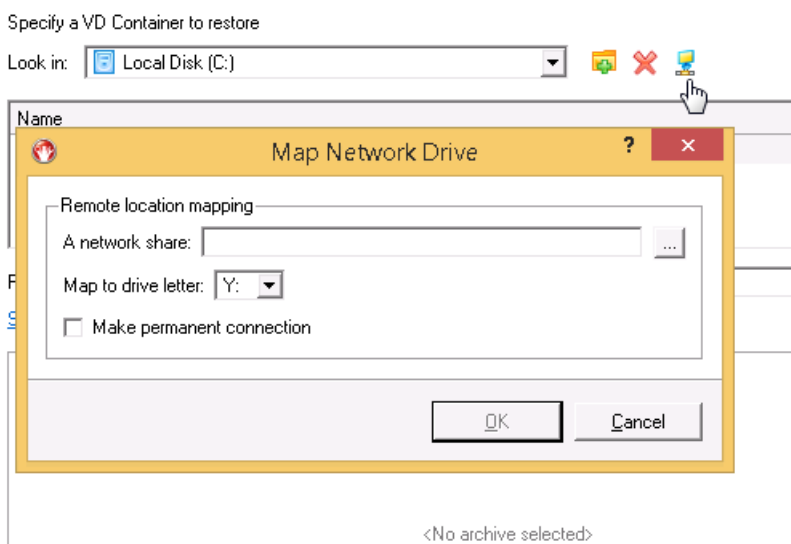 Specify a VD Container to restore
Look in: Local Disk (C:)
Name
Map Network Drive ? ×
Remote location mapping
A network share: ...
Map to drive letter: Y:
Make permanent connection
OK Cancel
<No archive selected>